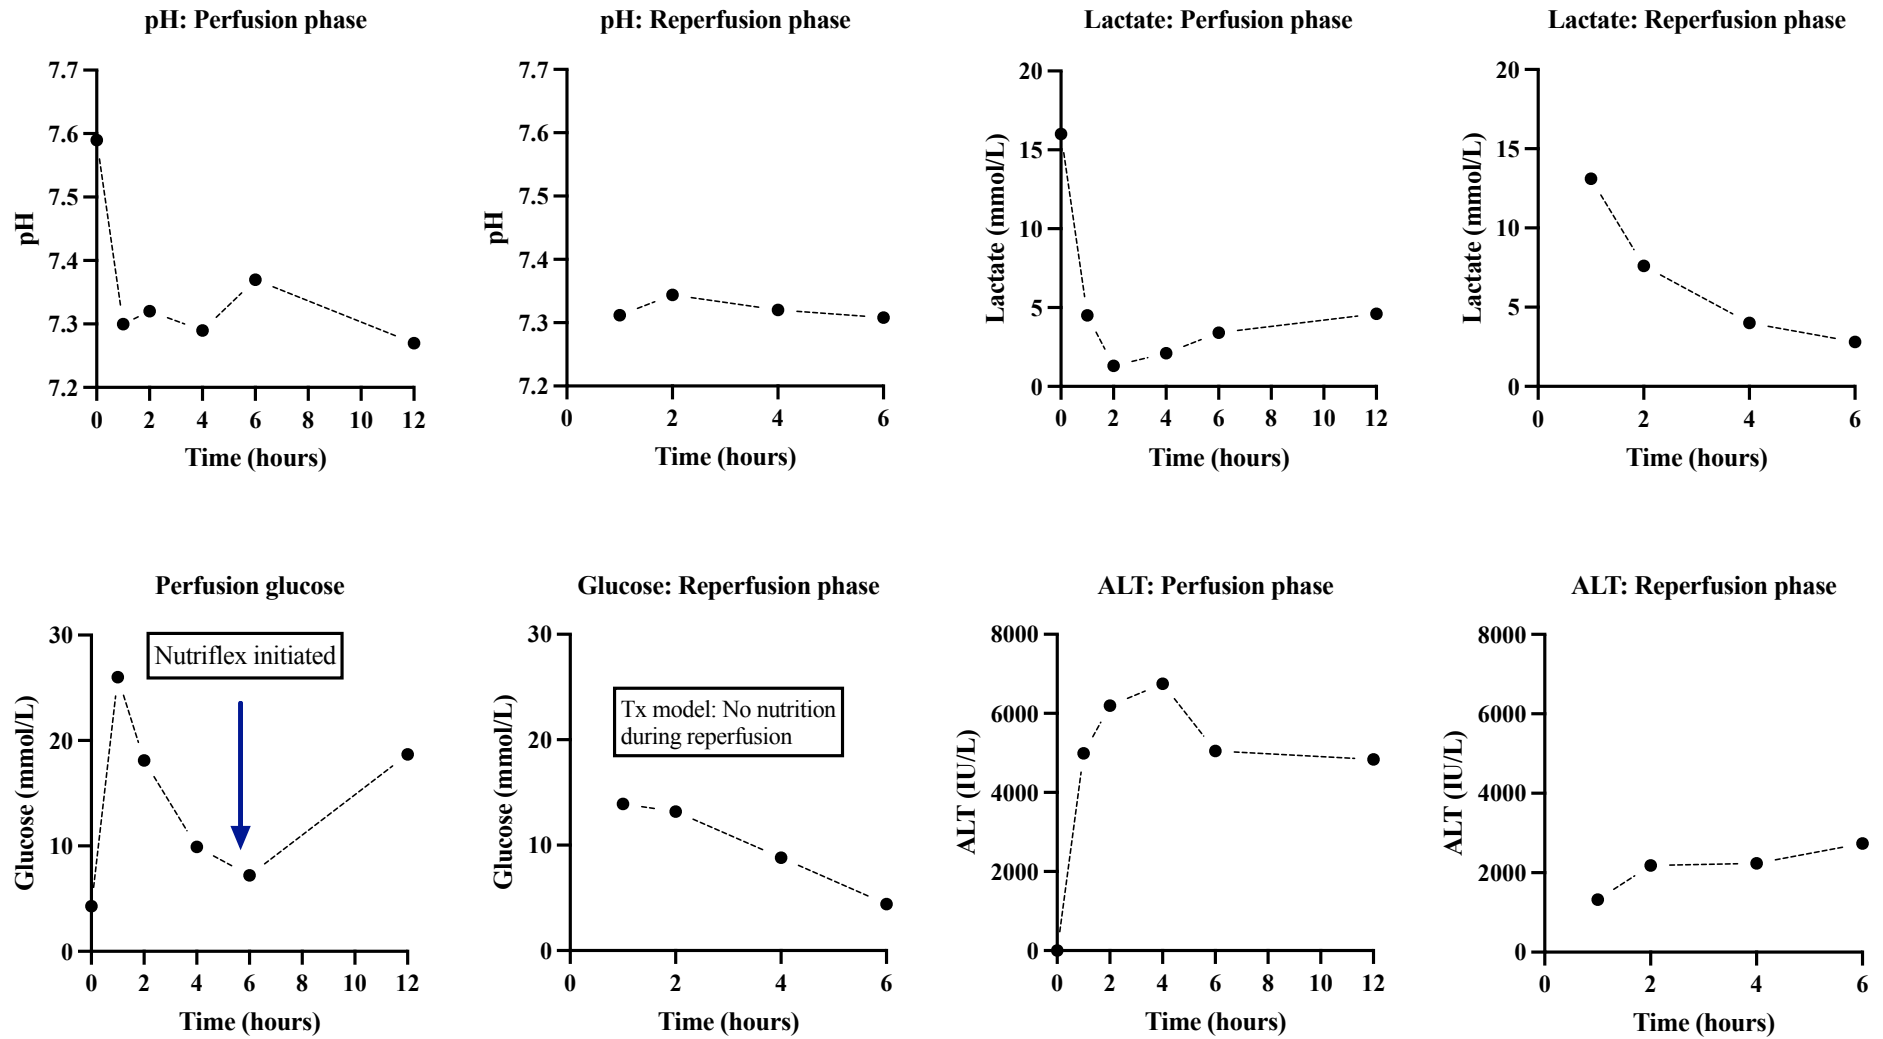 pH: Perfusion phase
7.7
7.6
7.5
7.4
7.3
7.2
pH
0 2 4 6 8 10 12
Time (hours)
pH: Reperfusion phase
7.7
7.6
7.5
7.4
7.3
7.2
pH
0 2 4 6
Time (hours)
Lactate: Perfusion phase
20
15
10
5
0
Lactate (mmol/L)
0 2 4 6 8 10 12
Time (hours)
Lactate: Reperfusion phase
20
15
10
5
0
Lactate (mmol/L)
0 2 4 6
Time (hours)
Perfusion glucose
30
20
10
0
Glucose (mmol/L)
Nutriflex initiated
0 2 4 6 8 10 12
Time (hours)
Glucose: Reperfusion phase
30
20
10
0
Glucose (mmol/L)
Tx model: No nutrition
during reperfusion
0 2 4 6
Time (hours)
ALT: Perfusion phase
8000
6000
4000
2000
0
ALT (IU/L)
0 2 4 6 8 10 12
Time (hours)
ALT: Reperfusion phase
8000
6000
4000
2000
0
ALT (IU/L)
0 2 4 6
Time (hours)